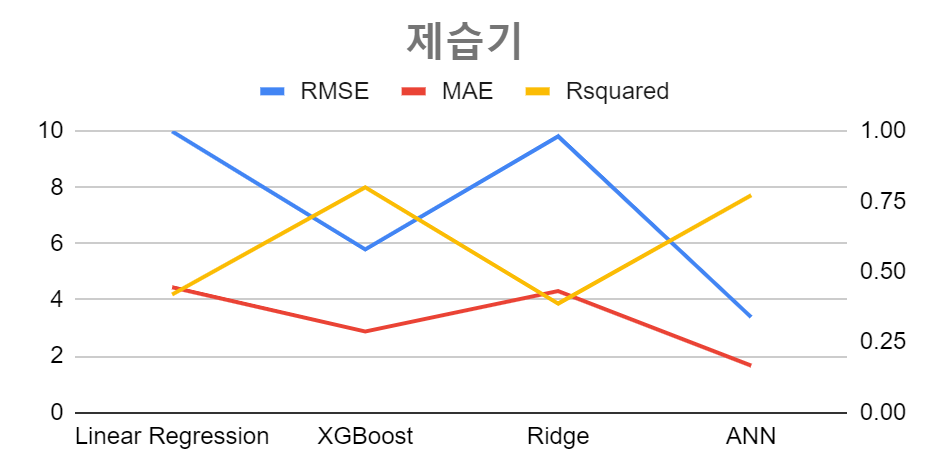 제습기
RMSE MAE Rsquared
10 1.00
8 0.75
6 0.50
4 0.25
2 0.00
0
Linear Regression XGBoost Ridge ANN